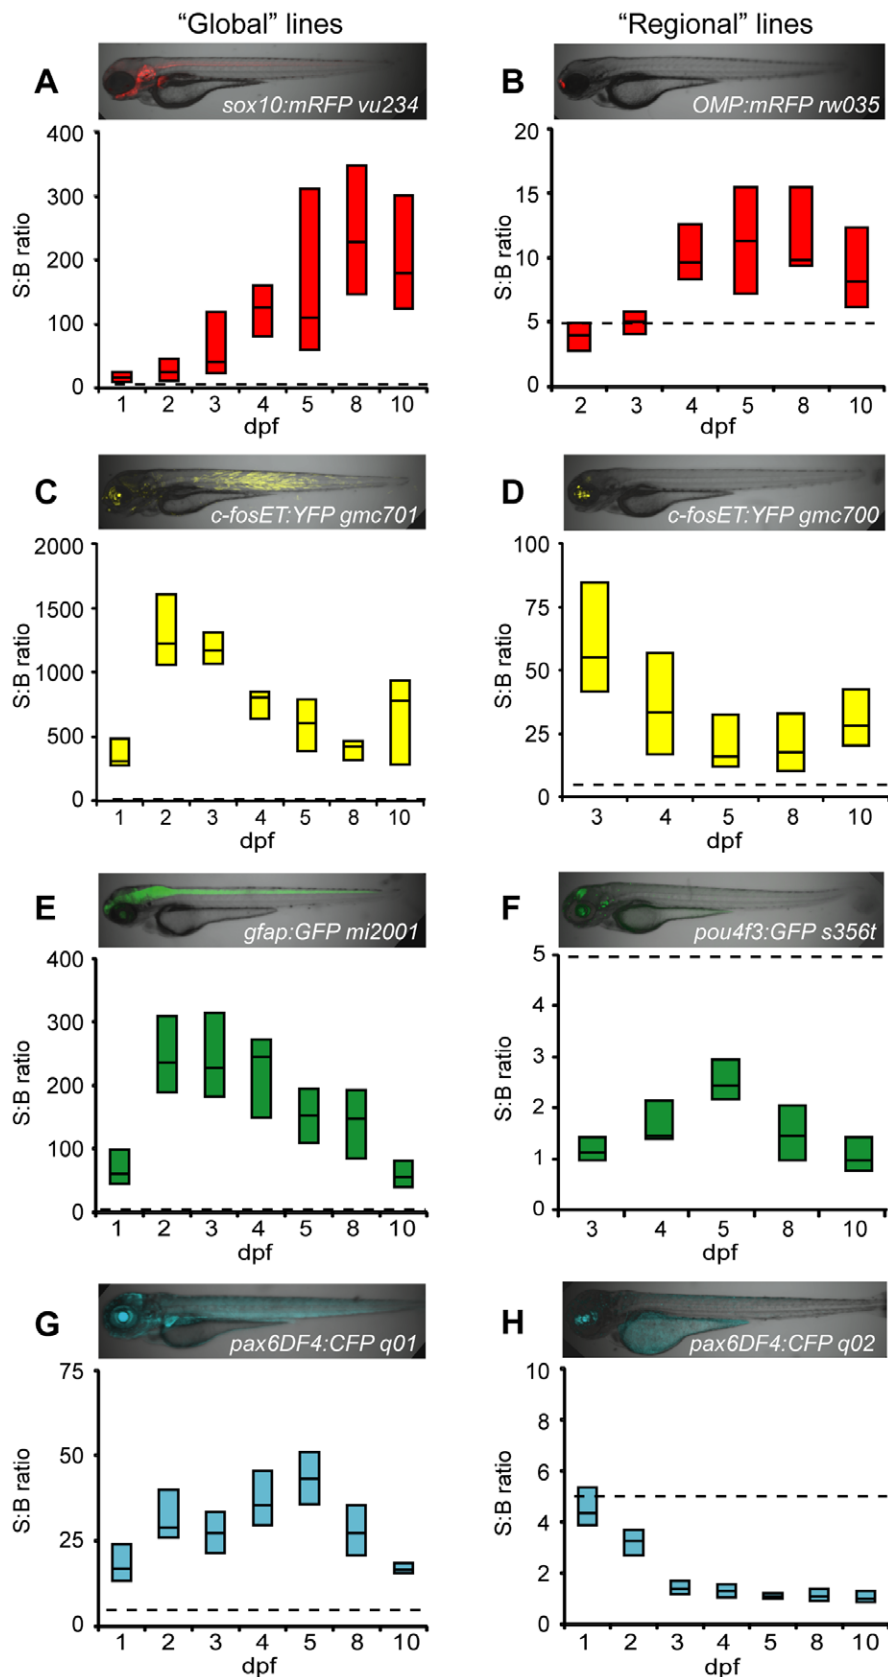 “Global” lines
“Regional” lines
A
sox10:mRFP vu234
400
300
200
100
0
S:B ratio
1 2 3 4 5 8 10
dpf
B
OMP:mRFP rw035
20
15
10
5
0
S:B ratio
2 3 4 5 8 10
dpf
C
c-fosET:YFP gmc701
2000
1500
1000
500
0
S:B ratio
1 2 3 4 5 8 10
dpf
D
c-fosET:YFP gmc700
100
75
50
25
0
S:B ratio
3 4 5 8 10
dpf
E
gfap:GFP mi2001
400
300
200
100
0
S:B ratio
1 2 3 4 5 8 10
dpf
F
pou4f3:GFP s356t
5
4
3
2
1
0
S:B ratio
3 4 5 8 10
dpf
G
pax6DF4:CFP q01
75
50
25
0
S:B ratio
1 2 3 4 5 8 10
dpf
H
pax6DF4:CFP q02
10
8
6
4
2
0
S:B ratio
1 2 3 4 5 8 10
dpf